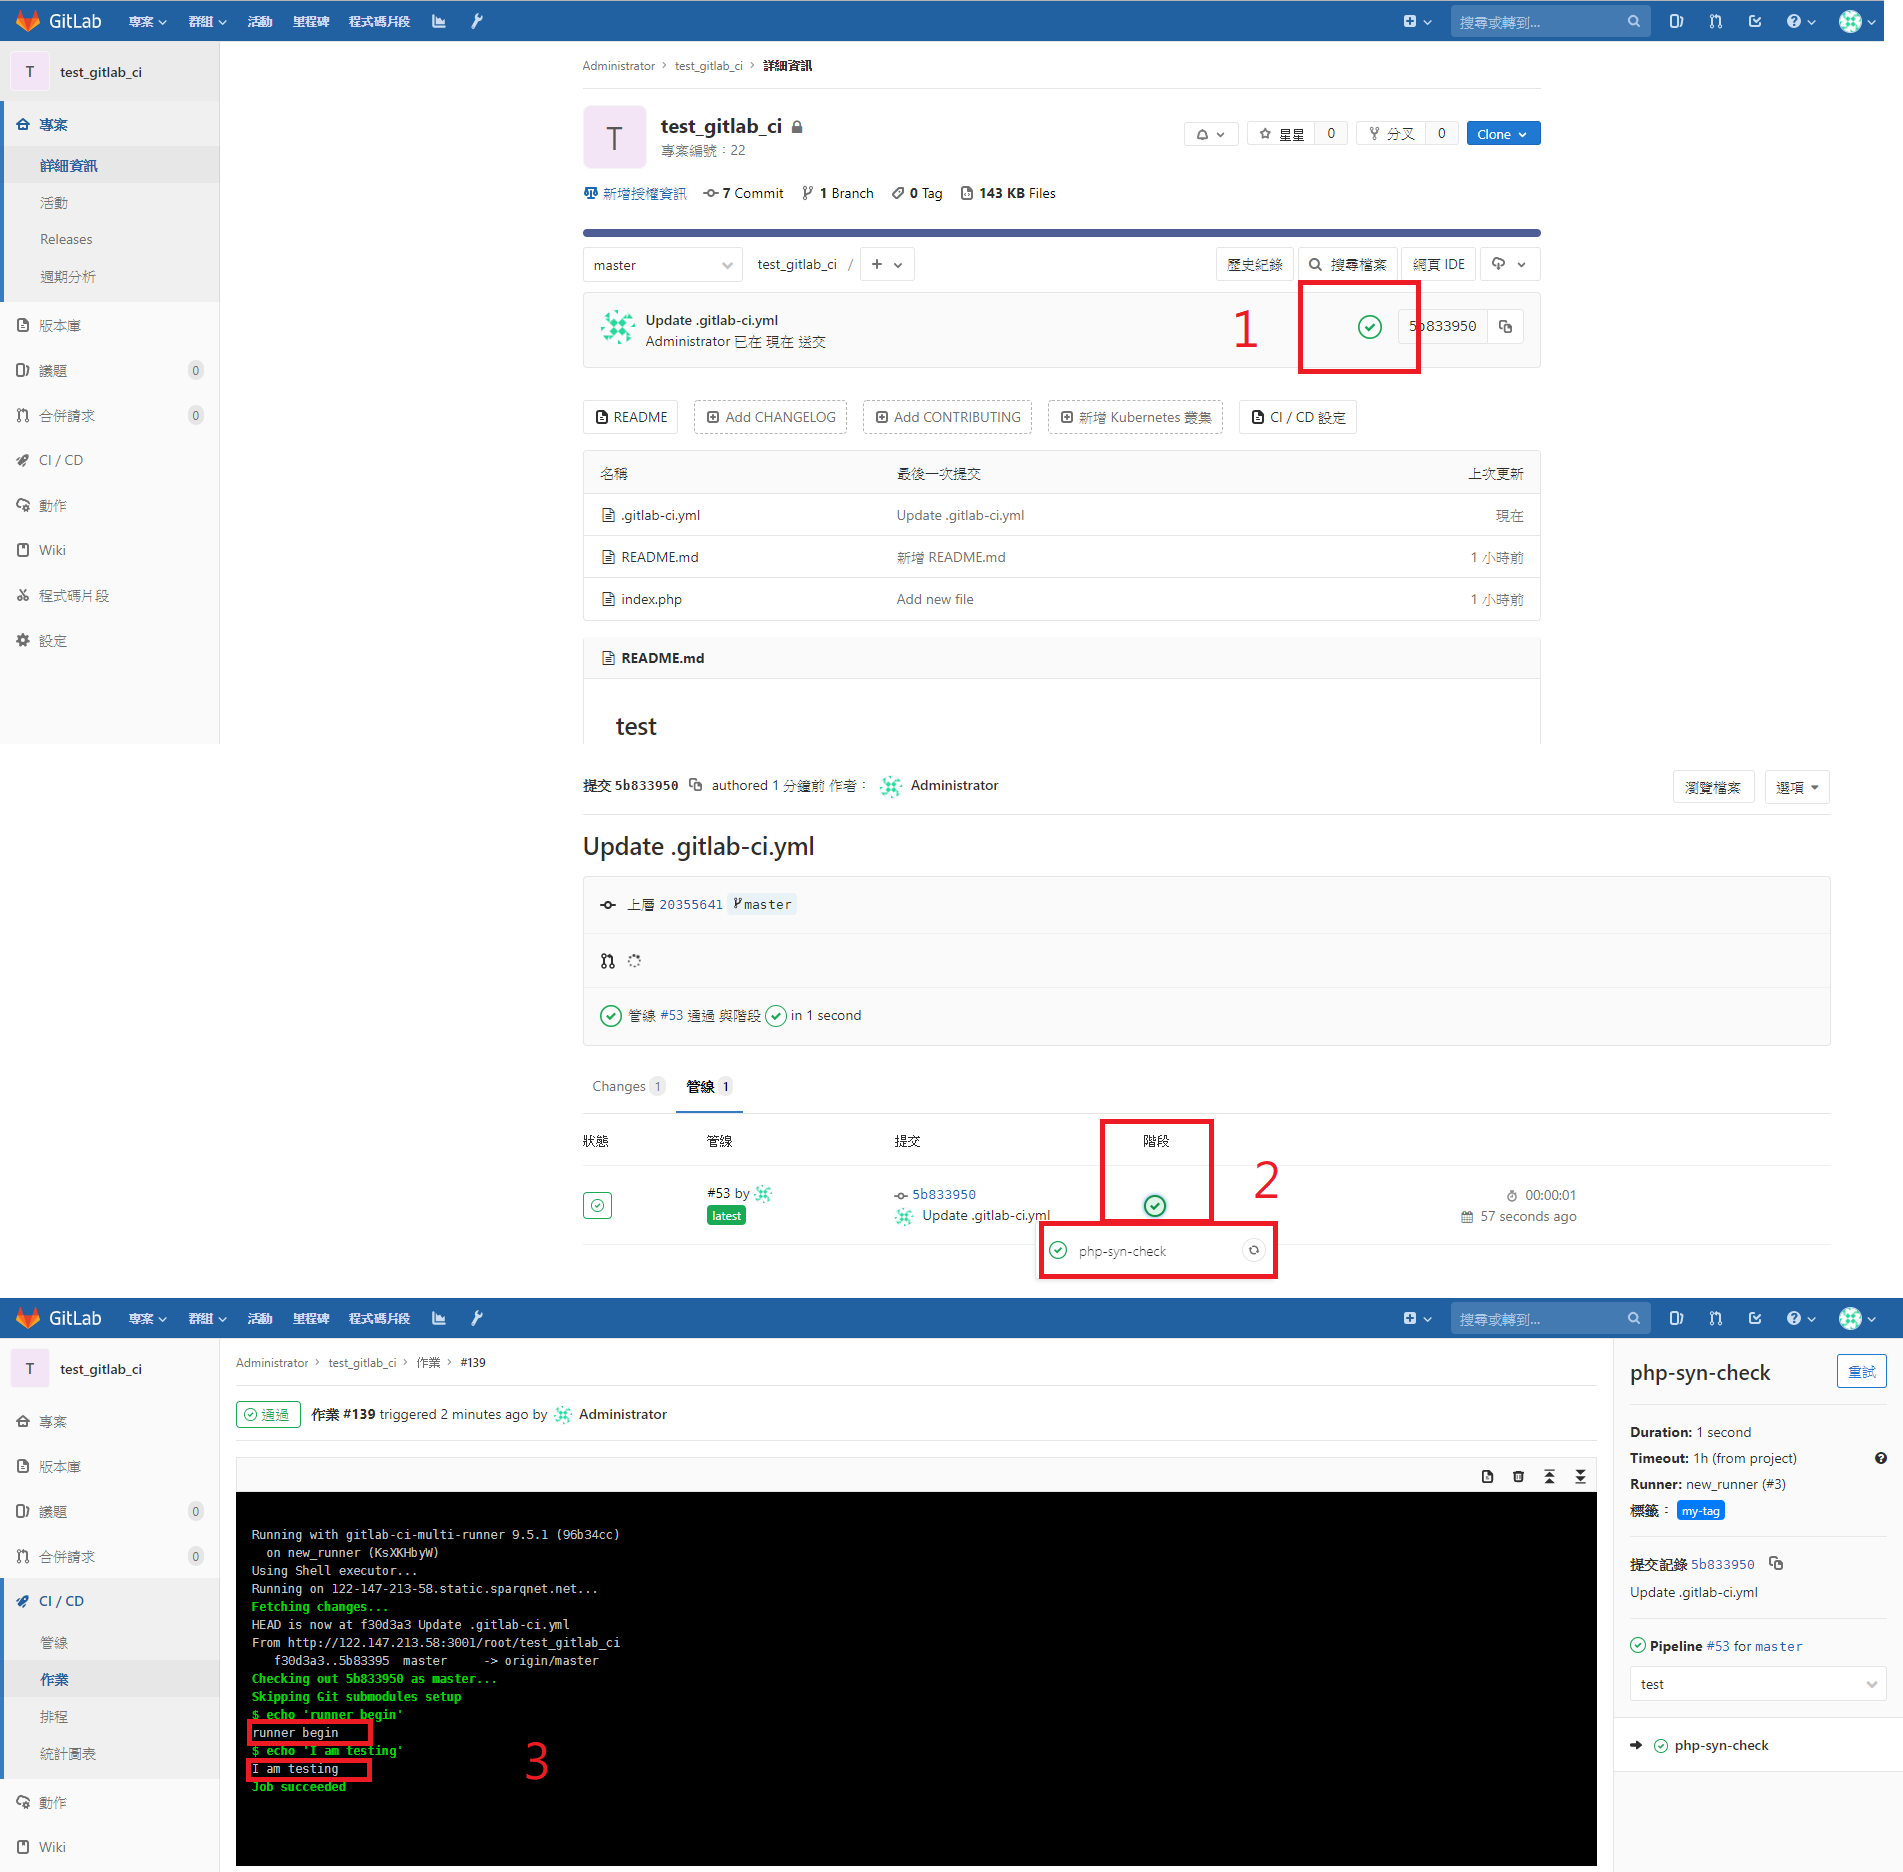 GitLab 專案 群組 活動 里程碑 程式碼片段 搜尋或轉到...
T test_gitlab_ci
專案
詳細資訊
活動
Releases
週期分析
版本庫
議題 0
合併請求 0
CI / CD
動作
Wiki
程式碼片段
設定
Administrator > test_gitlab_ci > 詳細資訊
T
test_gitlab_ci
專案編號：22
星星 0 分叉 0 Clone
新增授權資訊 7 Commit 1 Branch 0 Tag 143 KB Files
master test_gitlab_ci / + 歷史紀錄 搜尋檔案 網頁 IDE
Update .gitlab-ci.yml
Administrator 已在 現在 送交
1
5b833950
README Add CHANGELOG Add CONTRIBUTING 新增 Kubernetes 叢集 CI / CD 設定
名稱 最後一次提交 上次更新
.gitlab-ci.yml Update .gitlab-ci.yml 現在
README.md 新增 README.md 1 小時前
index.php Add new file 1 小時前
README.md
test
提交 5b833950 authored 1 分鐘前 作者： Administrator 瀏覽檔案 選項
Update .gitlab-ci.yml
上層 20355641 master
管線 #53 通過 與階段 in 1 second
Changes 1 管線 1
狀態 管線 提交 階段
#53 by
latest
5b833950
Update .gitlab-ci.yml
2
00:00:01
57 seconds ago
php-syn-check
GitLab 專案 群組 活動 里程碑 程式碼片段 搜尋或轉到...
T test_gitlab_ci
專案
版本庫
議題 0
合併請求 0
CI / CD
管線
作業
排程
統計圖表
動作
Wiki
Administrator > test_gitlab_ci > 作業 > #139
通過 作業 #139 triggered 2 minutes ago by Administrator
Running with gitlab-ci-multi-runner 9.5.1 (96b34cc)
on new_runner (KsXKHbyW)
Using Shell executor...
Running on 122-147-213-58.static.sparqnet.net...
Fetching changes...
HEAD is now at f30d3a3 Update .gitlab-ci.yml
From http://122.147.213.58:3001/root/test_gitlab_ci
f30d3a3..5b83395 master -> origin/master
Checking out 5b833950 as master...
Skipping Git submodules setup
$ echo 'runner begin'
runner begin
$ echo 'I am testing'
I am testing
Job succeeded
3
php-syn-check 重試
Duration: 1 second
Timeout: 1h (from project)
Runner: new_runner (#3)
標籤： my-tag
提交記錄 5b833950
Update .gitlab-ci.yml
Pipeline #53 for master
test
php-syn-check